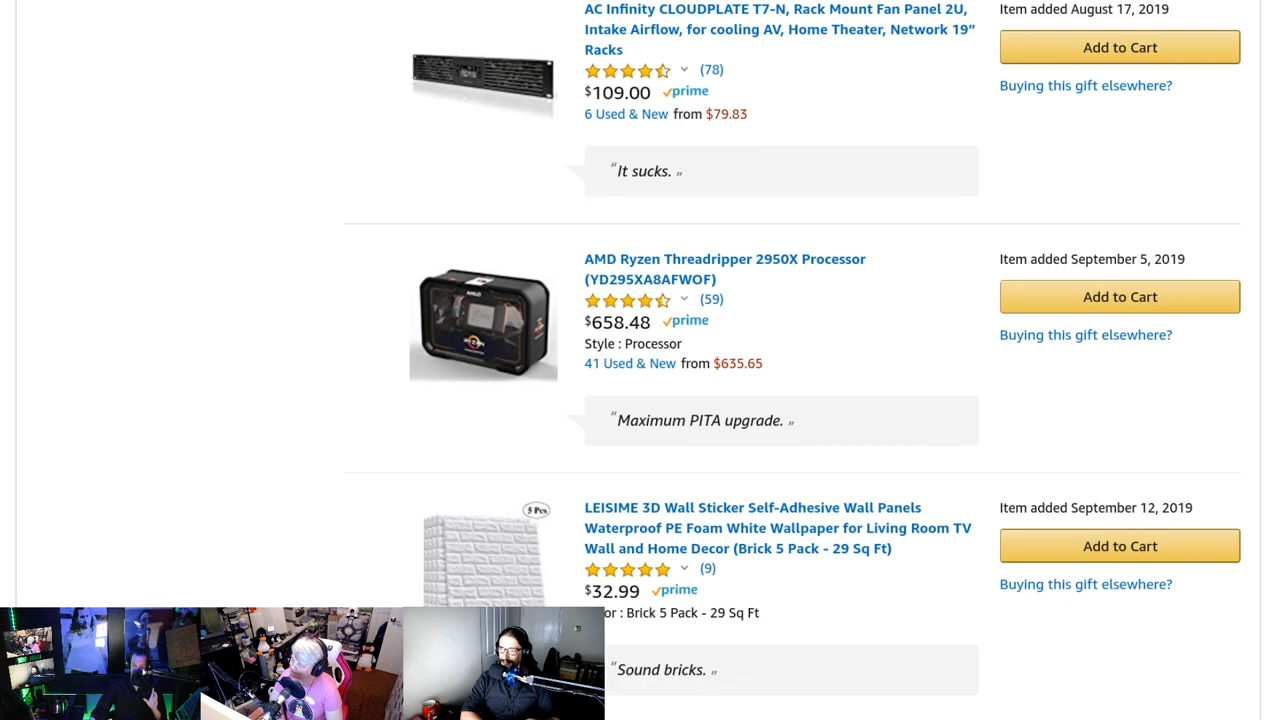 AC Infinity CLOUDPLATE T7-N, Rack Mount Fan Panel 2U,
Intake Airflow, for cooling AV, Home Theater, Network 19”
Racks
(78)
$109.00 prime
6 Used & New from $79.83
“It sucks.”
Item added August 17, 2019
Add to Cart
Buying this gift elsewhere?
AMD Ryzen Threadripper 2950X Processor
(YD295XA8AFWOF)
(59)
$658.48 prime
Style : Processor
41 Used & New from $635.65
“Maximum PITA upgrade.”
Item added September 5, 2019
Add to Cart
Buying this gift elsewhere?
AMD
RYZEN
5 Pcs
LEISIME 3D Wall Sticker Self-Adhesive Wall Panels
Waterproof PE Foam White Wallpaper for Living Room TV
Wall and Home Decor (Brick 5 Pack - 29 Sq Ft)
(9)
$32.99 prime
or : Brick 5 Pack - 29 Sq Ft
“Sound bricks.”
Item added September 12, 2019
Add to Cart
Buying this gift elsewhere?